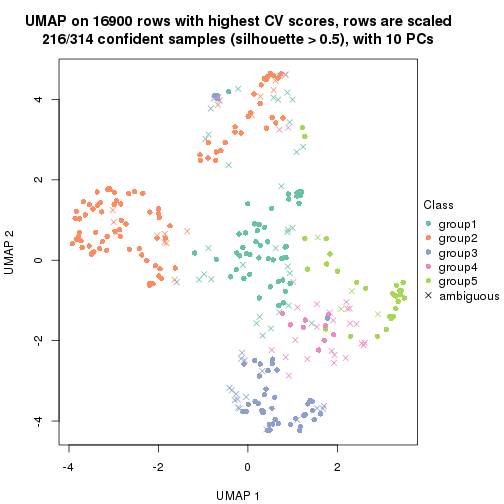 UMAP on 16900 rows with highest CV scores, rows are scaled
216/314 confident samples (silhouette > 0.5), with 10 PCs
4
2
0
-2
-4
UMAP 2
-4
-2
0
2
UMAP 1
Class
group1
group2
group3
group4
group5
ambiguous